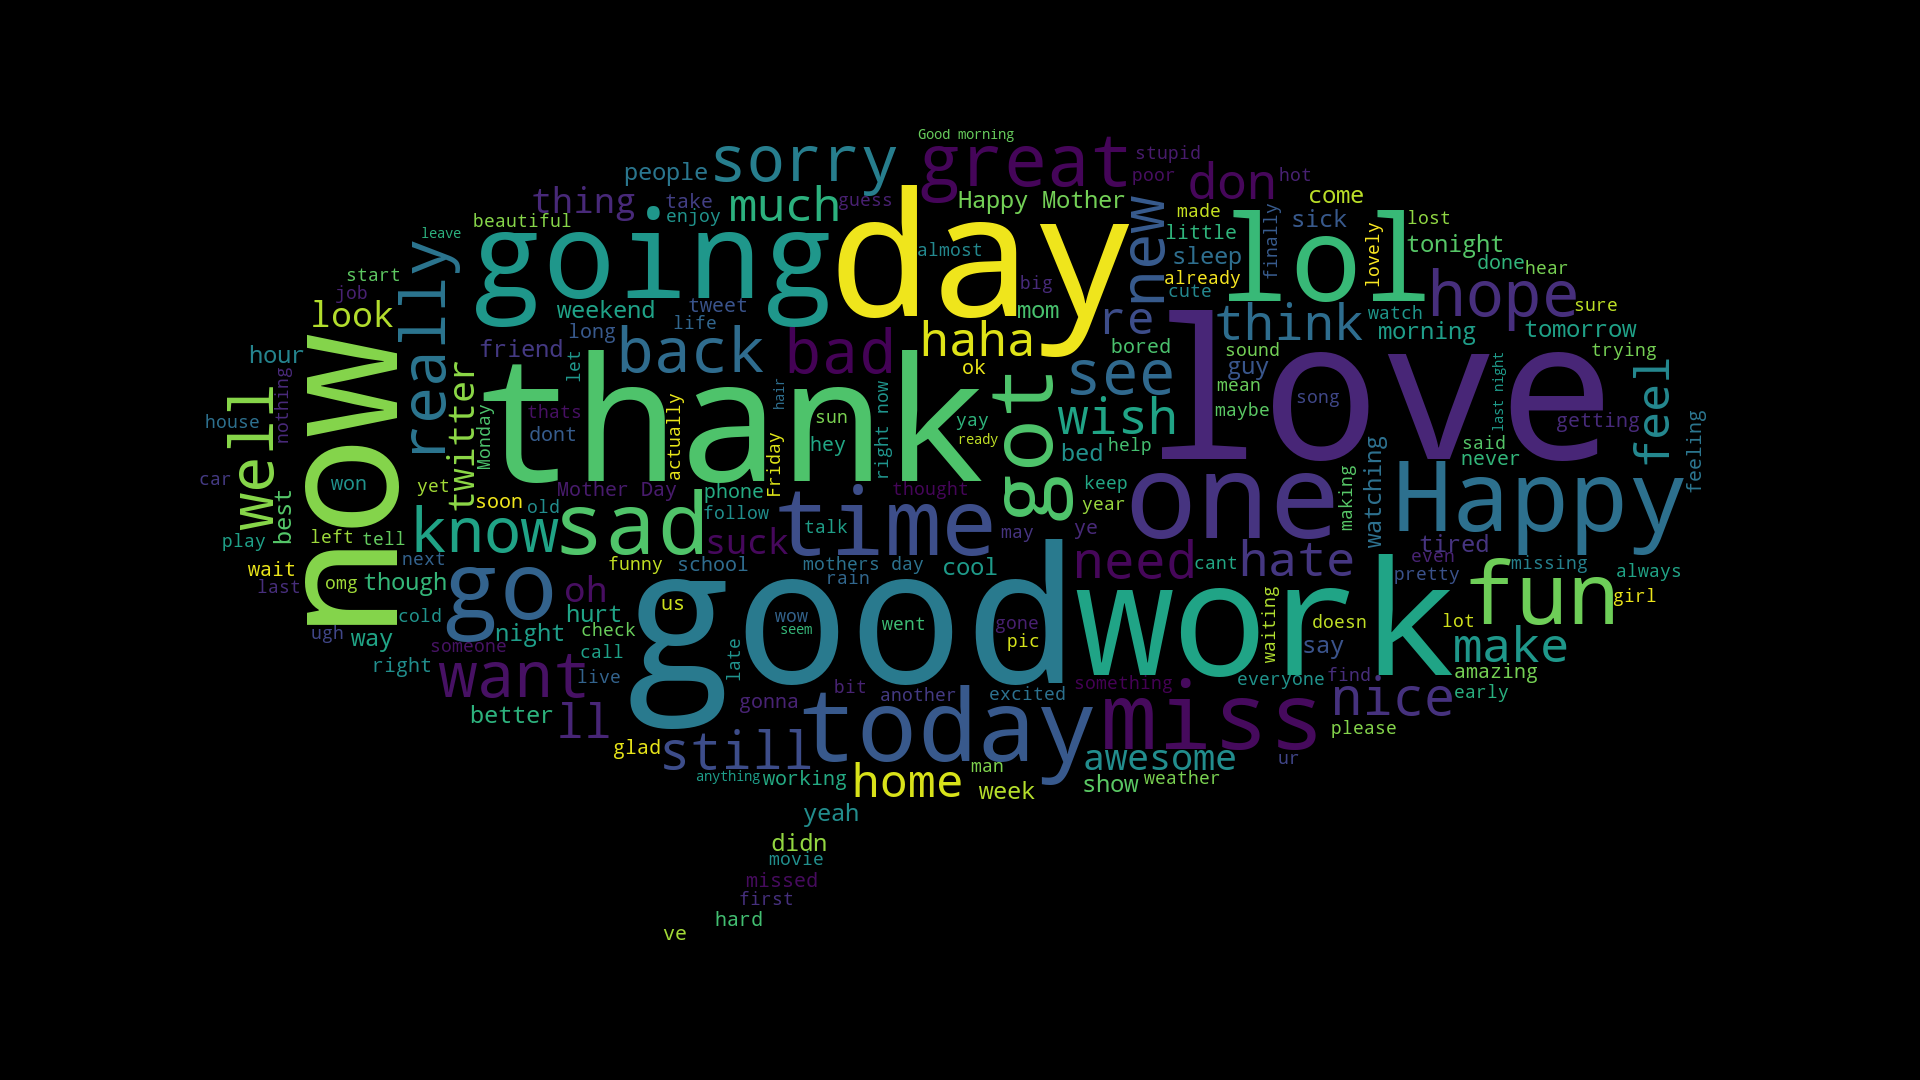 Good morning
sorry
great
stupid
people
poor
don
hot
thing
take
much
guess
Happy Mother
new
made
come
beautiful
enjoy
day
lol
sick
lost
leave
going
almost
little
finally
lovely
tonight
really
sleep
done
hear
start
already
job
big
cute
hope
look
weekend
tweet
mom
re
think
watch
sure
life
long
haha
morning
tomorrow
hour
friend
back
bad
bored
sound
love
trying
let
ok
see
guy
last night
feel
now
thank
hair
mean
song
nothing
well
twitter
Monday
thats
actually
sun
right now
yay
got
wish
maybe
getting
house
dont
hey
ready
help
said
feeling
Friday
bed
never
car
won
yet
Mother Day
phone
thought
keep
one
watching
Happy
best
soon
old
follow
time
year
making
play
left
tell
know
sad
suck
talk
may
ye
tired
wait
next
funny
school
mothers day
cool
need
cant
hate
even
missing
last
omg
though
go
oh
rain
good
work
pretty
fun
always
us
girl
cold
hurt
wow
went
gone
waiting
doesn
lot
ugh
way
night
check
seem
pic
say
make
someone
call
late
right
want
live
bit
another
excited
something
everyone
find
amazing
gonna
today
miss
nice
early
better
ll
please
glad
still
awesome
ur
anything
working
home
man
week
show
weather
yeah
didn
movie
missed
first
hard
ve